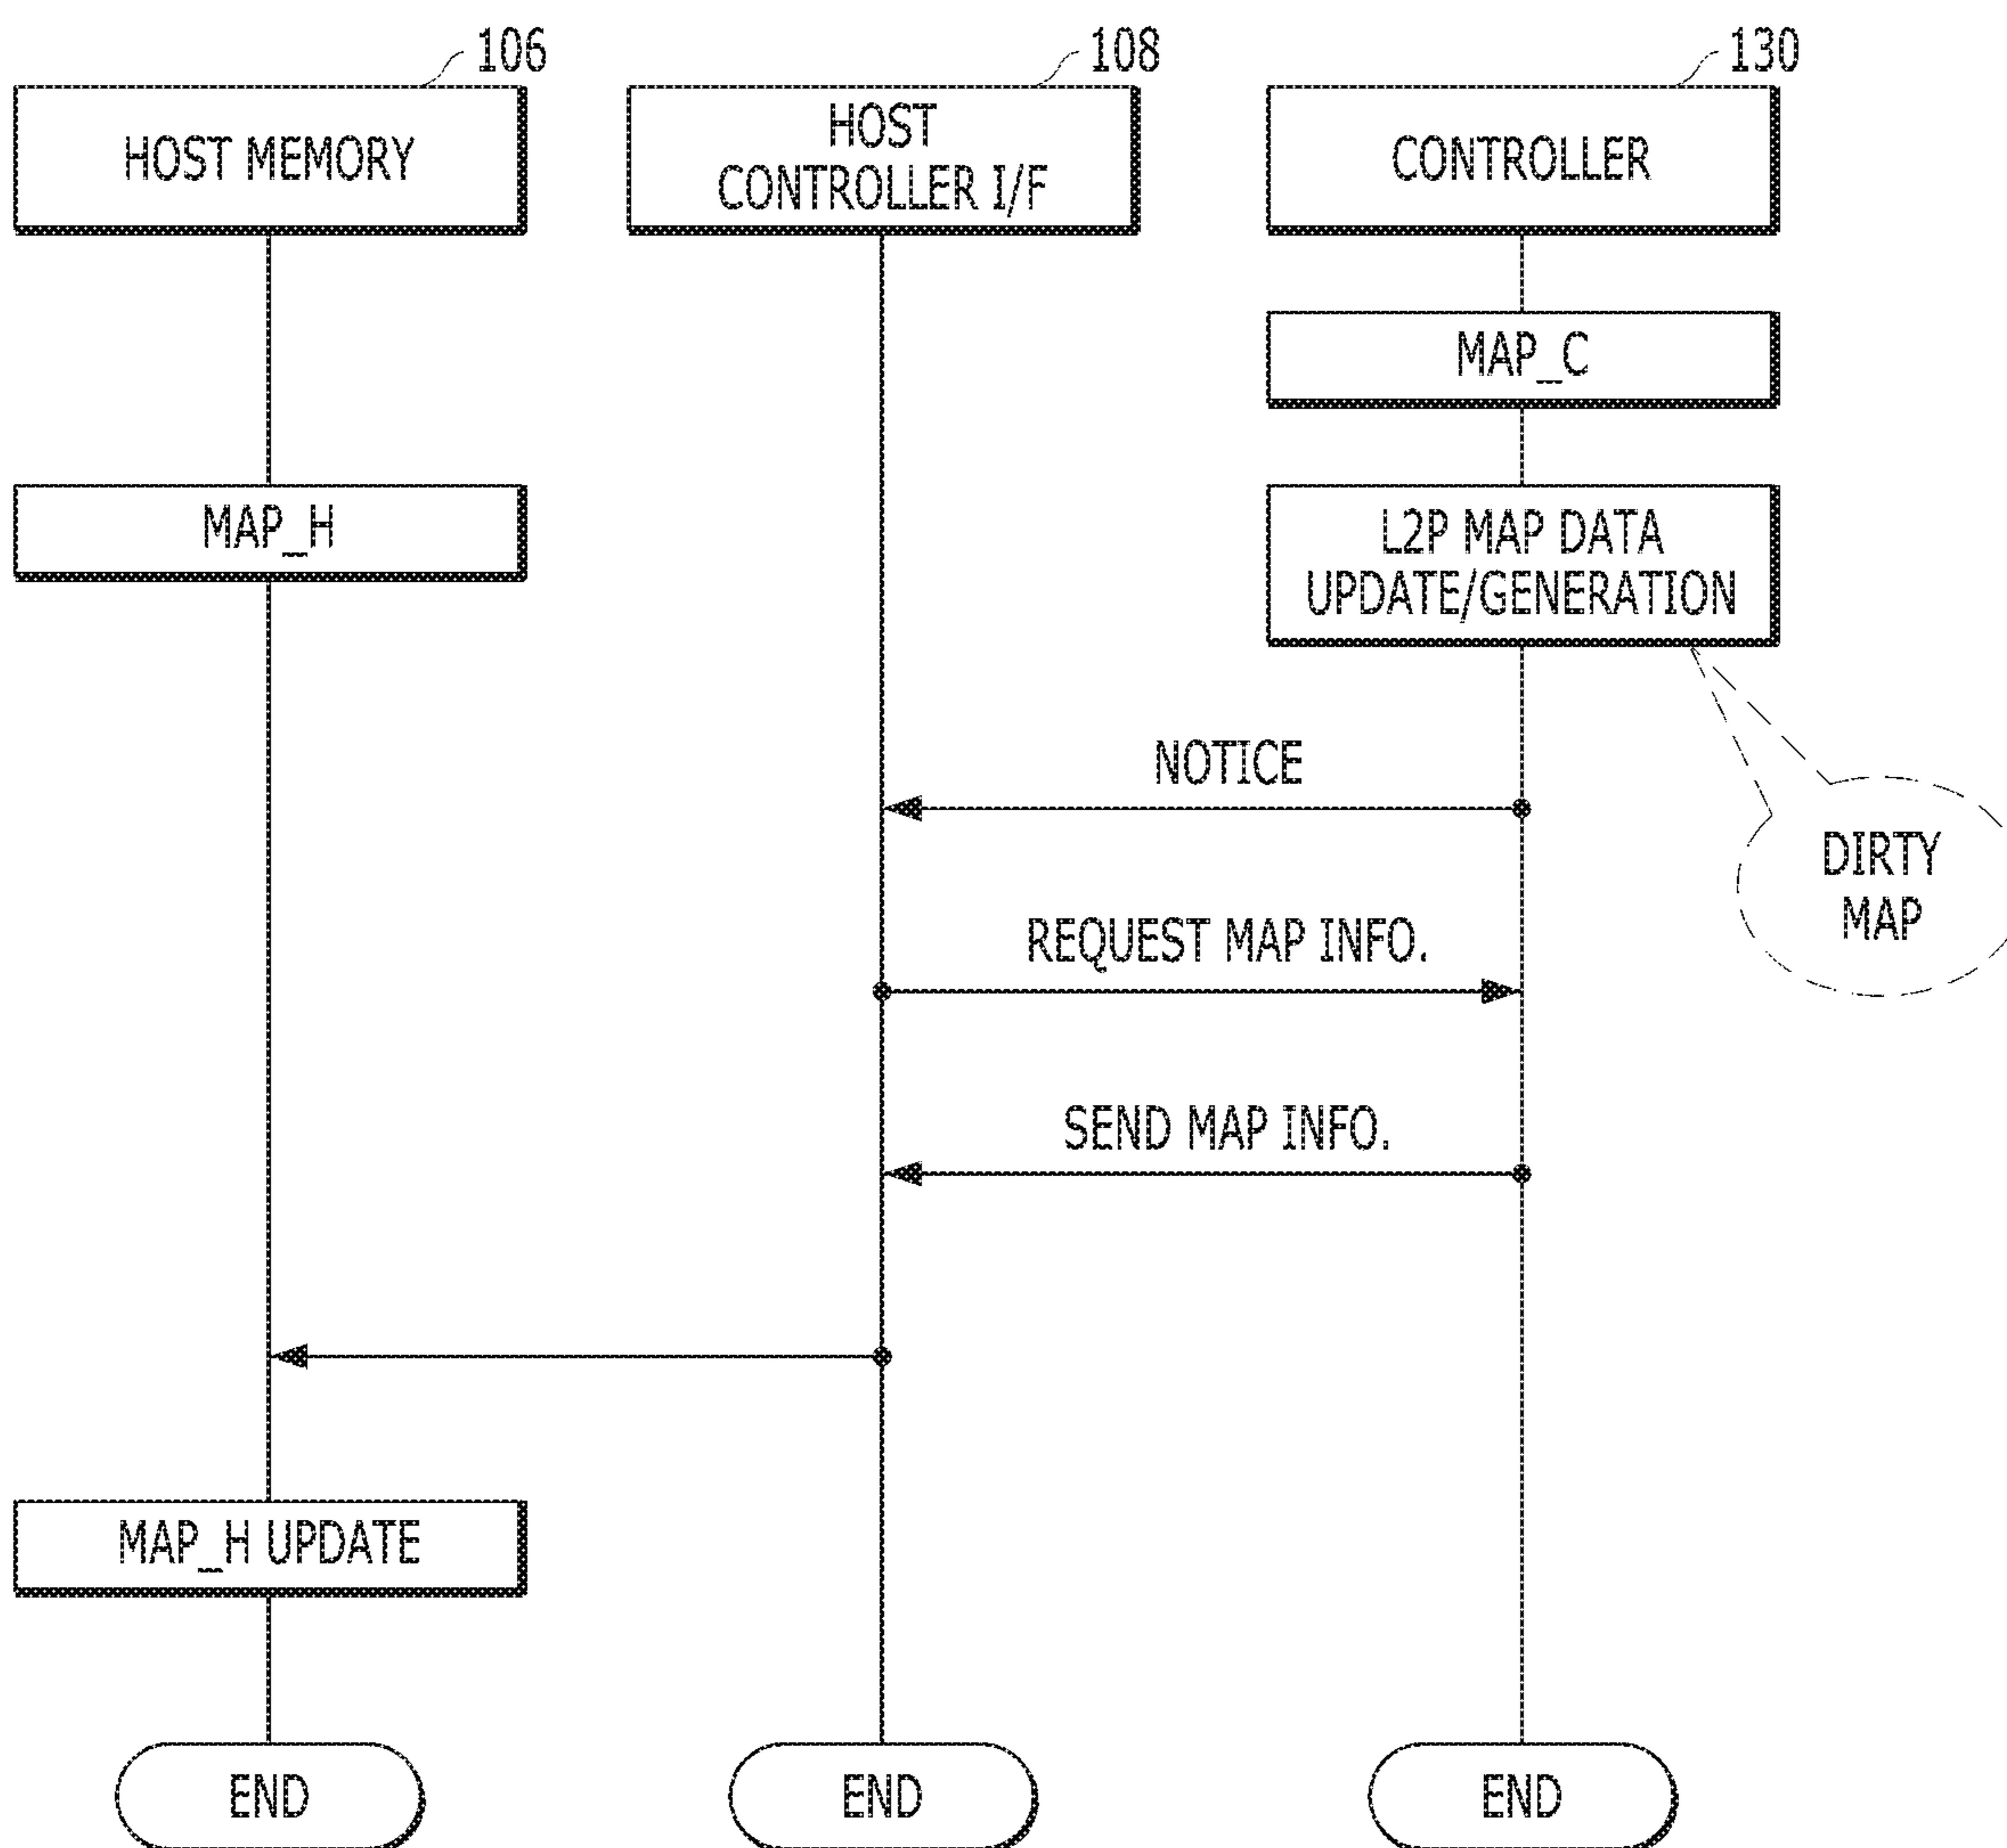 106
108
130
HOST MEMORY
HOST
CONTROLLER I/F
CONTROLLER
MAP_C
MAP_H
L2P MAP DATA
UPDATE/GENERATION
NOTICE
DIRTY
MAP
REQUEST MAP INFO.
SEND MAP INFO.
MAP_H UPDATE
END
END
END